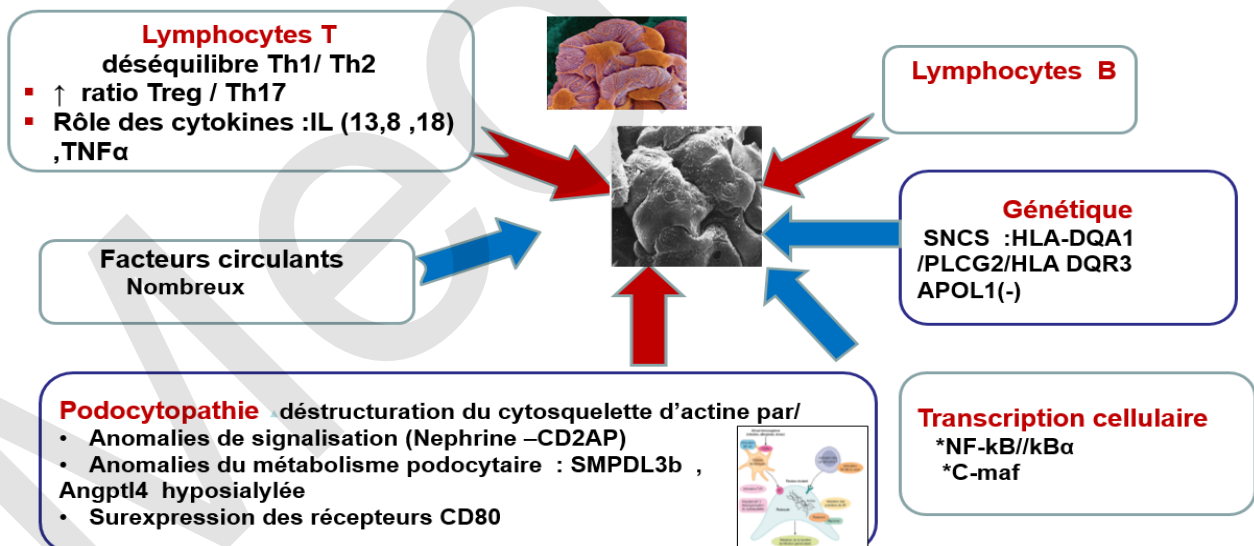 Lymphocytes T
déséquilibre Th1/ Th2
▪ ↑ ratio Treg / Th17
▪ Rôle des cytokines :IL (13,8 ,18)
,TNFα
Lymphocytes B
Facteurs circulants
Nombreux
Génétique
SNCS :HLA-DQA1
/PLCG2/HLA DQR3
APOL1(-)
Podocytopathie déstructuration du cytosquelette d’actine par/
• Anomalies de signalisation (Nephrine –CD2AP)
• Anomalies du métabolisme podocytaire : SMPDL3b ,
Angptl4 hyposialylée
• Surexpression des récepteurs CD80
Transcription cellulaire
*NF-kB//kBα
*C-maf